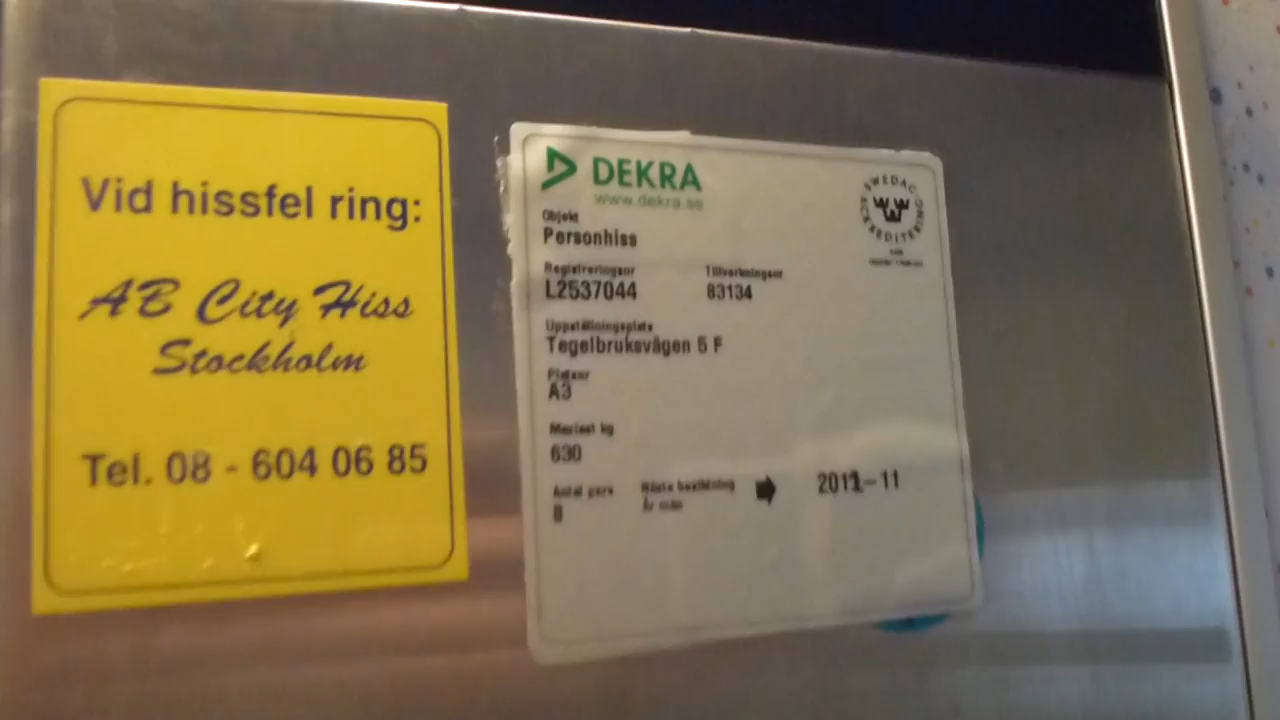 Vid hissfel ring:
AB City Hiss
Stockholm
Tel. 08 - 604 06 85
DEKRA
www.dekra.se
SWEDAC ACKREDITERING
Objekt
Personhiss
Registreringsnr Tillverkningsnr
L2537044 83134
Uppställningsplats
Tegelbruksvägen 5 F
Platsnr
A3
Maxlast kg
630
Antal pers Nästa besiktning
År mån
8
-11